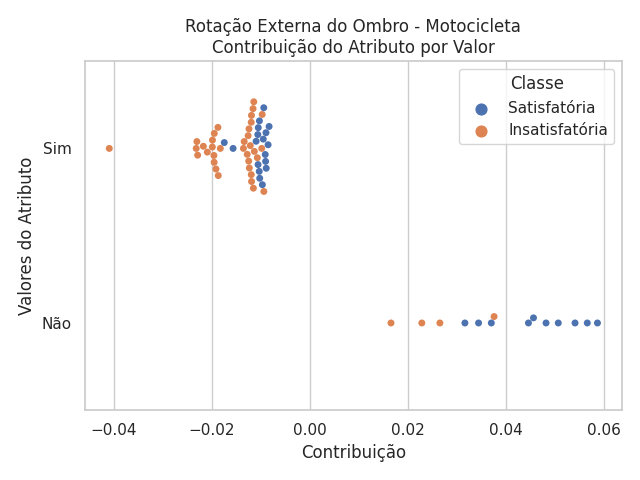 Rotação Externa do Ombro - Motocicleta
Contribuição do Atributo por Valor
Classe
Satisfatória
Insatisfatória
Valores do Atributo
Sim
Não
−0.04 −0.02 0.00 0.02 0.04 0.06
Contribuição